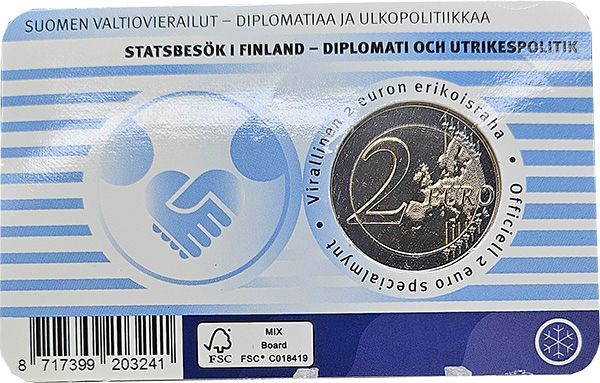 SUOMEN VALTIOVIERAILUT – DIPLOMATIAA JA ULKOPOLITIIKKAA
STATSBESÖK I FINLAND – DIPLOMATI OCH UTRIKESPOLITIK
• Virallinen 2 euron erikoisraha
• Officiell 2 euro specialmynt
2 EURO
LL
8 717399 203241
FSC
MIX
Board
FSC® C018419